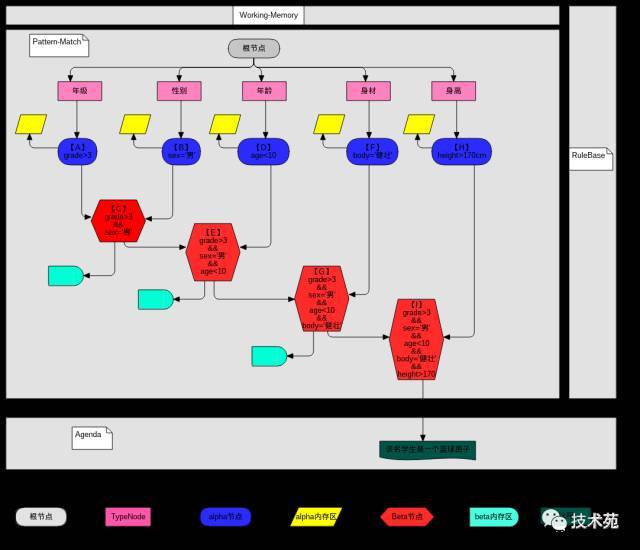 Working-Memory
Pattern-Match
根节点
年级
性别
年龄
身材
身高
【A】
grade>3
【B】
sex='男'
【D】
age<10
【F】
body='健壮'
【H】
height>170cm
RuleBase
【C】
grade>3
&&
sex='男'
【E】
grade>3
&&
sex='男'
&&
age<10
【G】
grade>3
&&
sex='男'
&&
age<10
&&
body='健壮'
【I】
grade>3
&&
sex='男'
&&
age<10
&&
body='健壮'
&&
height>170
Agenda
该名学生是一个篮球苗子
根节点
TypeNode
alpha节点
alpha内存区
Beta节点
beta内存区
技术苑